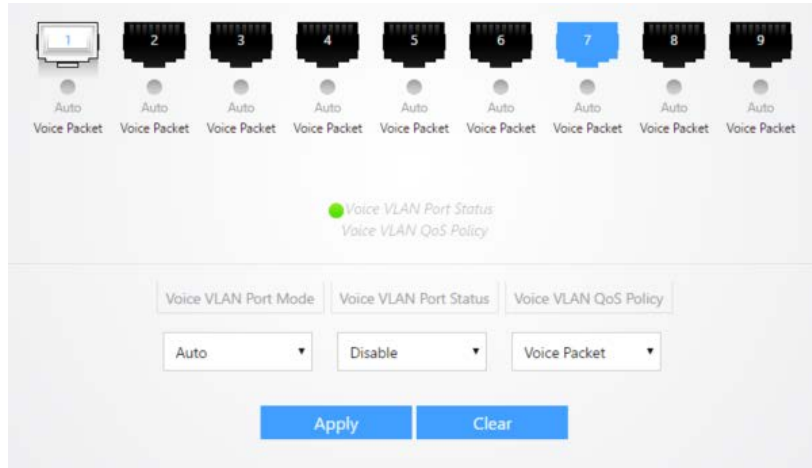 1 2 3 4 5 6 7 8 9
Auto Auto Auto Auto Auto Auto Auto Auto Auto
Voice Packet Voice Packet Voice Packet Voice Packet Voice Packet Voice Packet Voice Packet Voice Packet Voice Packet
Voice VLAN Port Status
Voice VLAN QoS Policy
Voice VLAN Port Mode Voice VLAN Port Status Voice VLAN QoS Policy
Auto Disable Voice Packet
Apply Clear